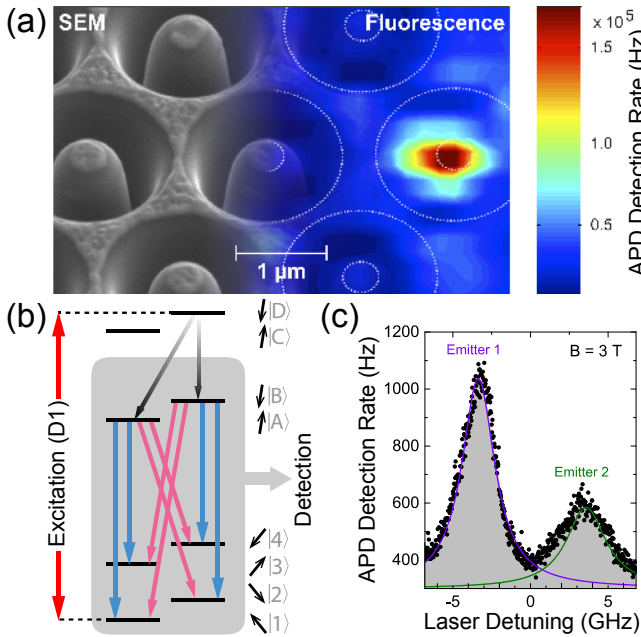 (a)
SEM
Fluorescence
1 µm
x 10⁵
1.5
1.0
0.5
APD Detection Rate (Hz)
(b)
Excitation (D1)
|D⟩
|C⟩
|B⟩
|A⟩
|4⟩
|3⟩
|2⟩
|1⟩
Detection
(c)
1200
1000
800
600
400
APD Detection Rate (Hz)
Emitter 1
B = 3 T
Emitter 2
-5
0
5
Laser Detuning (GHz)